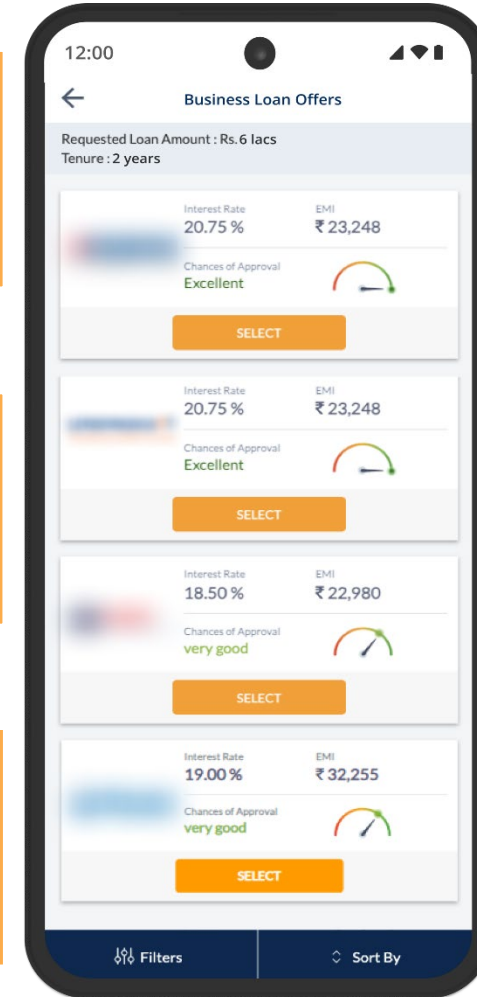 12:00
Business Loan Offers
Requested Loan Amount : Rs. 6 lacs
Tenure : 2 years
Interest Rate EMI
20.75 % ₹ 23,248
Chances of Approval
Excellent
SELECT
Interest Rate EMI
20.75 % ₹ 23,248
Chances of Approval
Excellent
SELECT
Interest Rate EMI
18.50 % ₹ 22,980
Chances of Approval
very good
SELECT
Interest Rate EMI
19.00 % ₹ 32,255
Chances of Approval
very good
SELECT
Filters Sort By